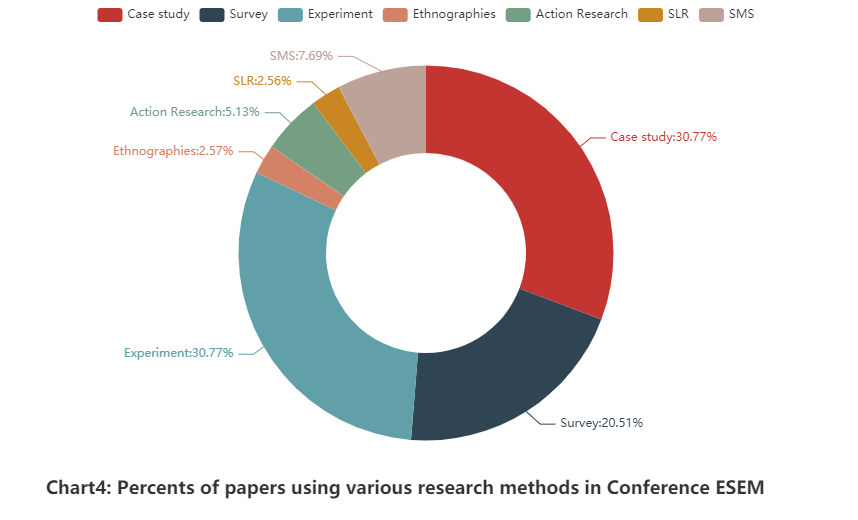 Case study Survey Experiment Ethnographies Action Research SLR SMS
SMS:7.69%
SLR:2.56%
Action Research:5.13%
Case study:30.77%
Ethnographies:2.57%
Experiment:30.77%
Survey:20.51%
Chart4: Percents of papers using various research methods in Conference ESEM